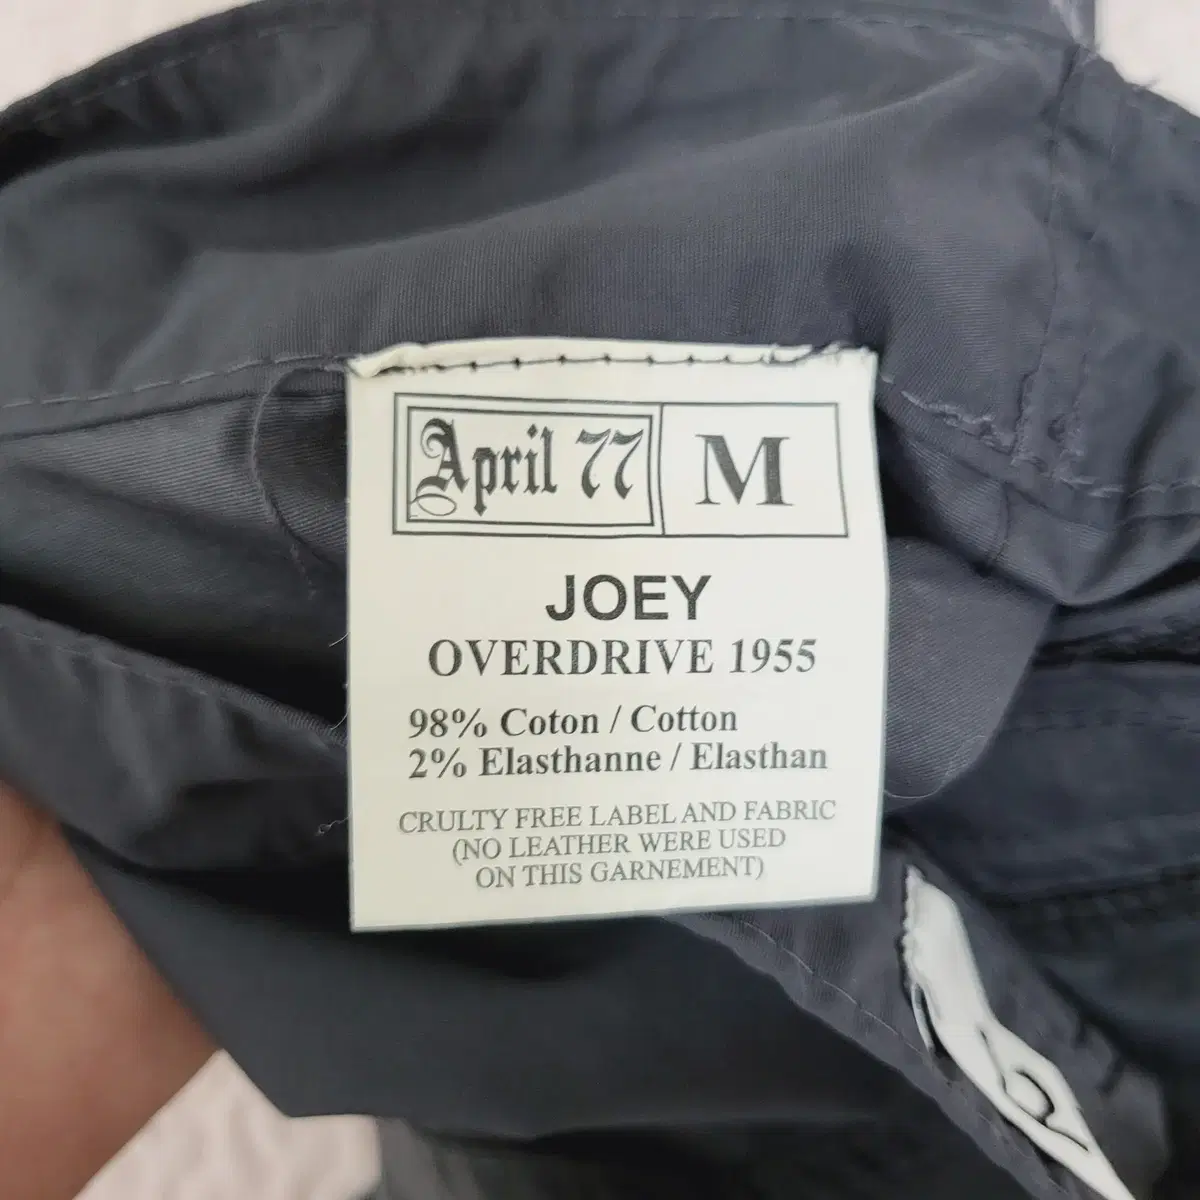 April 77 M
JOEY
OVERDRIVE 1955
98% Coton / Cotton
2% Elasthanne / Elasthan
CRULTY FREE LABEL AND FABRIC
(NO LEATHER WERE USED
ON THIS GARNEMENT)